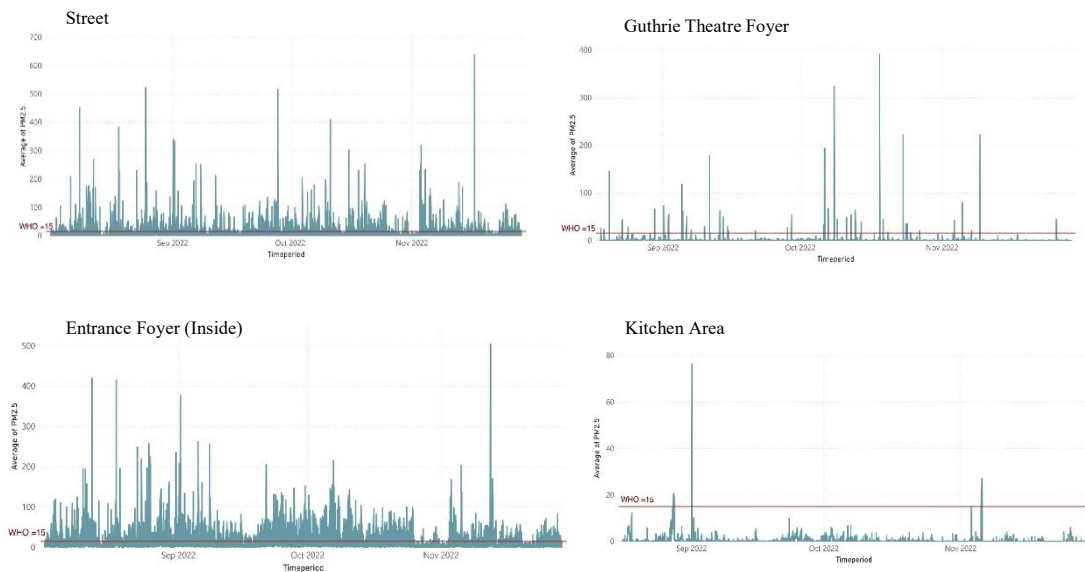 Street
700
600
500
400
300
200
100
0
Average of PM2.5
WHO =15
Sep 2022 Oct 2022 Nov 2022
Timeperiod
Guthrie Theatre Foyer
400
300
200
100
0
Average of PM2.5
WHO =15
Sep 2022 Oct 2022 Nov 2022
Timeperiod
Entrance Foyer (Inside)
500
400
300
200
100
0
Average of PM2.5
WHO =15
Sep 2022 Oct 2022 Nov 2022
Timeperiod
Kitchen Area
80
60
40
20
0
Average of PM2.5
WHO =15
Sep 2022 Oct 2022 Nov 2022
Timeperiod